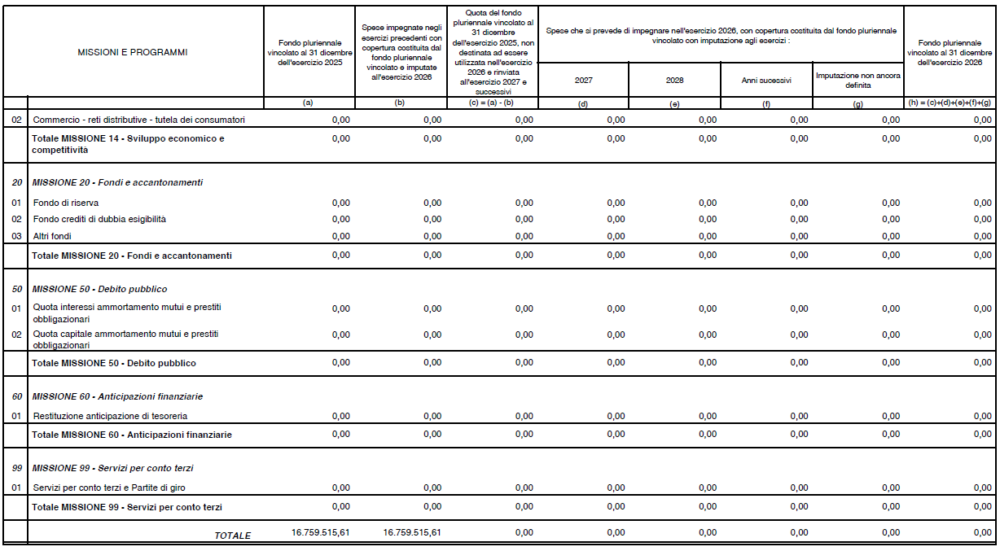 MISSIONI E PROGRAMMI
Fondo pluriennale
vincolato al 31 dicembre
dell'esercizio 2025
Spese impegnate negli
esercizi precedenti con
copertura costituita dal
fondo pluriennale
vincolato e imputate
all'esercizio 2026
Quota del fondo
pluriennale vincolato al
31 dicembre
dell'esercizio 2025, non
destinata ad essere
utilizzata nell'esercizio
2026 e rinviata
all'esercizio 2027 e
successivi
Spese che si prevede di impegnare nell'esercizio 2026, con copertura costituita dal fondo pluriennale
vincolato con imputazione agli esercizi :
2027
2028
Anni sucessivi
Imputazione non ancora
definita
Fondo pluriennale
vincolato al 31 dicembre
dell'esercizio 2026
(a) (b) (c) = (a) - (b) (d) (e) (f) (g) (h) = (c)+(d)+(e)+(f)+(g)
02 Commercio - reti distributive - tutela dei consumatori 0,00 0,00 0,00 0,00 0,00 0,00 0,00 0,00
Totale MISSIONE 14 - Sviluppo economico e 0,00 0,00 0,00 0,00 0,00 0,00 0,00 0,00
competitività
20 MISSIONE 20 - Fondi e accantonamenti
01 Fondo di riserva 0,00 0,00 0,00 0,00 0,00 0,00 0,00 0,00
02 Fondo crediti di dubbia esigibilità 0,00 0,00 0,00 0,00 0,00 0,00 0,00 0,00
03 Altri fondi 0,00 0,00 0,00 0,00 0,00 0,00 0,00 0,00
Totale MISSIONE 20 - Fondi e accantonamenti 0,00 0,00 0,00 0,00 0,00 0,00 0,00 0,00
50 MISSIONE 50 - Debito pubblico
01 Quota interessi ammortamento mutui e prestiti 0,00 0,00 0,00 0,00 0,00 0,00 0,00 0,00
obbligazionari
02 Quota capitale ammortamento mutui e prestiti 0,00 0,00 0,00 0,00 0,00 0,00 0,00 0,00
obbligazionari
Totale MISSIONE 50 - Debito pubblico 0,00 0,00 0,00 0,00 0,00 0,00 0,00 0,00
60 MISSIONE 60 - Anticipazioni finanziarie
01 Restituzione anticipazione di tesoreria 0,00 0,00 0,00 0,00 0,00 0,00 0,00 0,00
Totale MISSIONE 60 - Anticipazioni finanziarie 0,00 0,00 0,00 0,00 0,00 0,00 0,00 0,00
99 MISSIONE 99 - Servizi per conto terzi
01 Servizi per conto terzi e Partite di giro 0,00 0,00 0,00 0,00 0,00 0,00 0,00 0,00
Totale MISSIONE 99 - Servizi per conto terzi 0,00 0,00 0,00 0,00 0,00 0,00 0,00 0,00
TOTALE 16.759.515,61 16.759.515,61 0,00 0,00 0,00 0,00 0,00 0,00